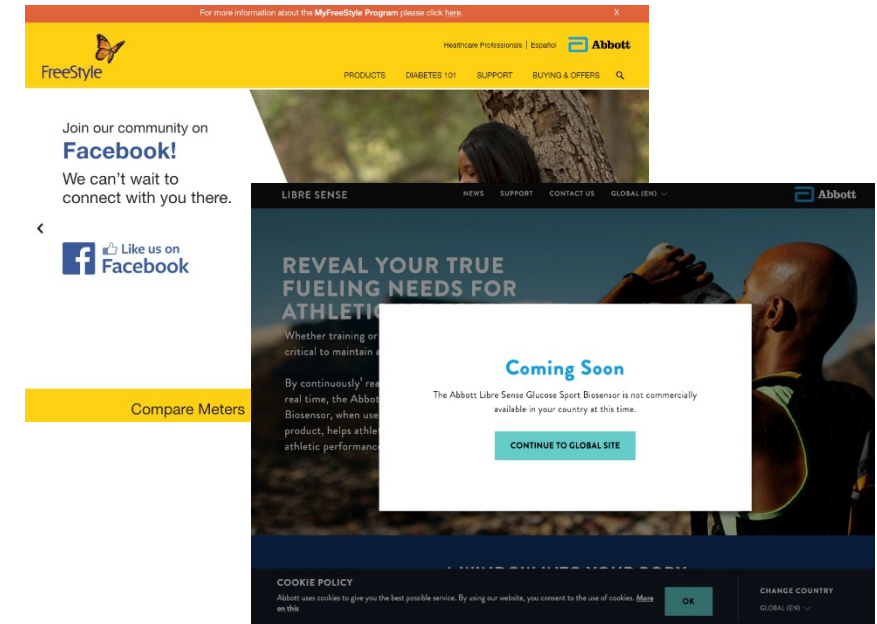 For more information about the MyFreeStyle Program please click here.
X
Healthcare Professionals | Español
Abbott
FreeStyle
PRODUCTS
DIABETES 101
SUPPORT
BUYING & OFFERS
Join our community on
Facebook!
We can't wait to
connect with you there.
Like us on
Facebook
Compare Meters
LIBRE SENSE
NEWS
SUPPORT
CONTACT US
GLOBAL (EN)
Abbott
REVEAL YOUR TRUE
FUELING NEEDS FOR
ATHLETIC
Whether training or
critical to maintain a
By continuously' rea
real time, the Abbot
Biosensor, when use
product, helps athle
athletic performanc
Coming Soon
The Abbott Libre Sense Glucose Sport Biosensor is not commercially
available in your country at this time.
CONTINUE TO GLOBAL SITE
A WINDOW INTO YOUR BODY
COOKIE POLICY
Abbott uses cookies to give you the best possible service. By using our website, you consent to the use of cookies. More
on this
OK
CHANGE COUNTRY
GLOBAL (EN)